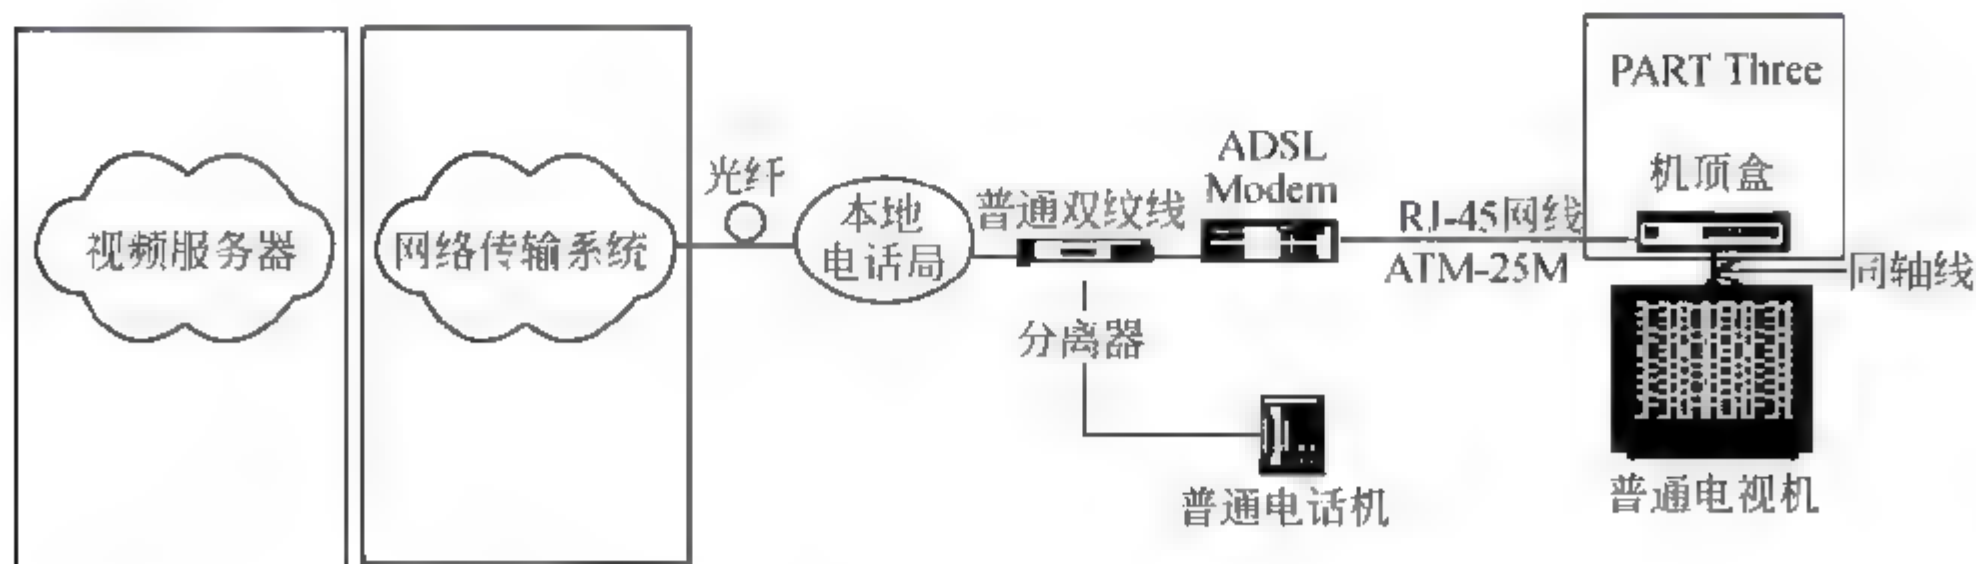 视频服务器
网络传输系统
光纤
本地
电话局
普通双绞线
分离器
普通电话机
ADSL
Modem
RJ-45网线
ATM-25M
PART Three
机顶盒
同轴线
普通电视机